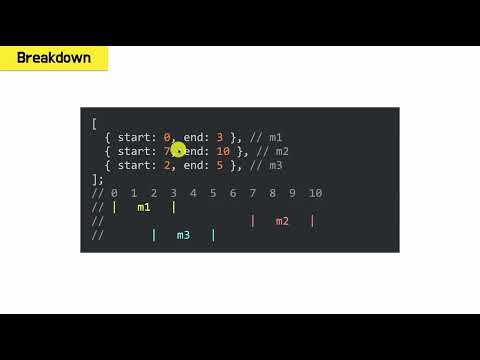 Breakdown
[
{ start: 0, end: 3 }, // m1
{ start: 7, end: 10 }, // m2
{ start: 2, end: 5 }, // m3
];
// 0 1 2 3 4 5 6 7 8 9 10
// | m1 |
// | m2 |
// | m3 |